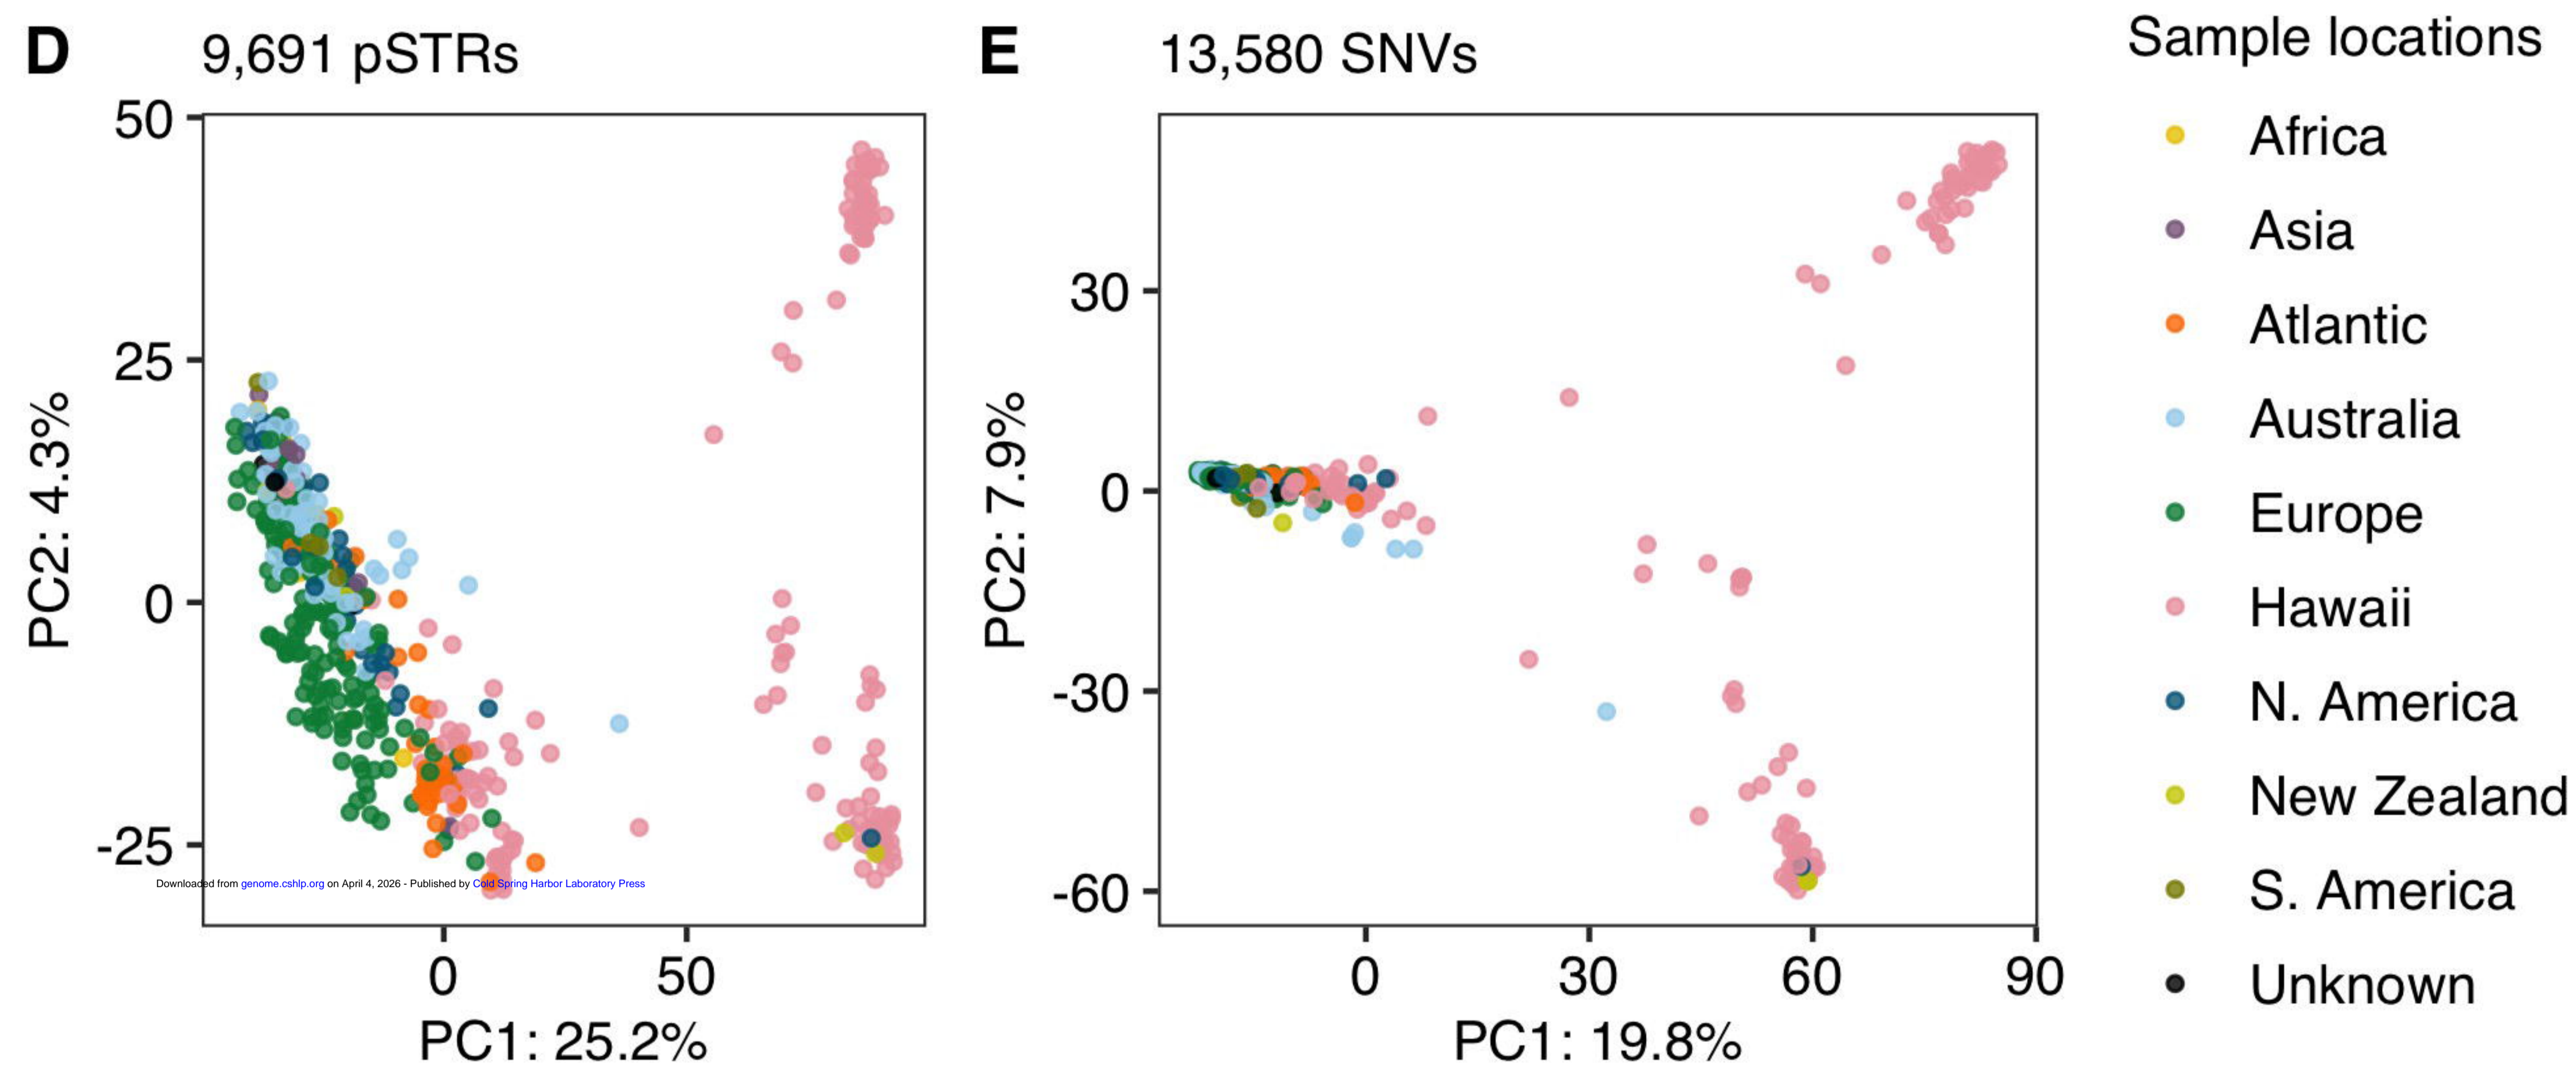 D 9,691 pSTRs
50
25
0
-25
PC2: 4.3%
0 50
PC1: 25.2%
Downloaded from genome.cshlp.org on April 4, 2026 - Published by Cold Spring Harbor Laboratory Press
E 13,580 SNVs
30
0
-30
-60
PC2: 7.9%
0 30 60 90
PC1: 19.8%
Sample locations
Africa
Asia
Atlantic
Australia
Europe
Hawaii
N. America
New Zealand
S. America
Unknown